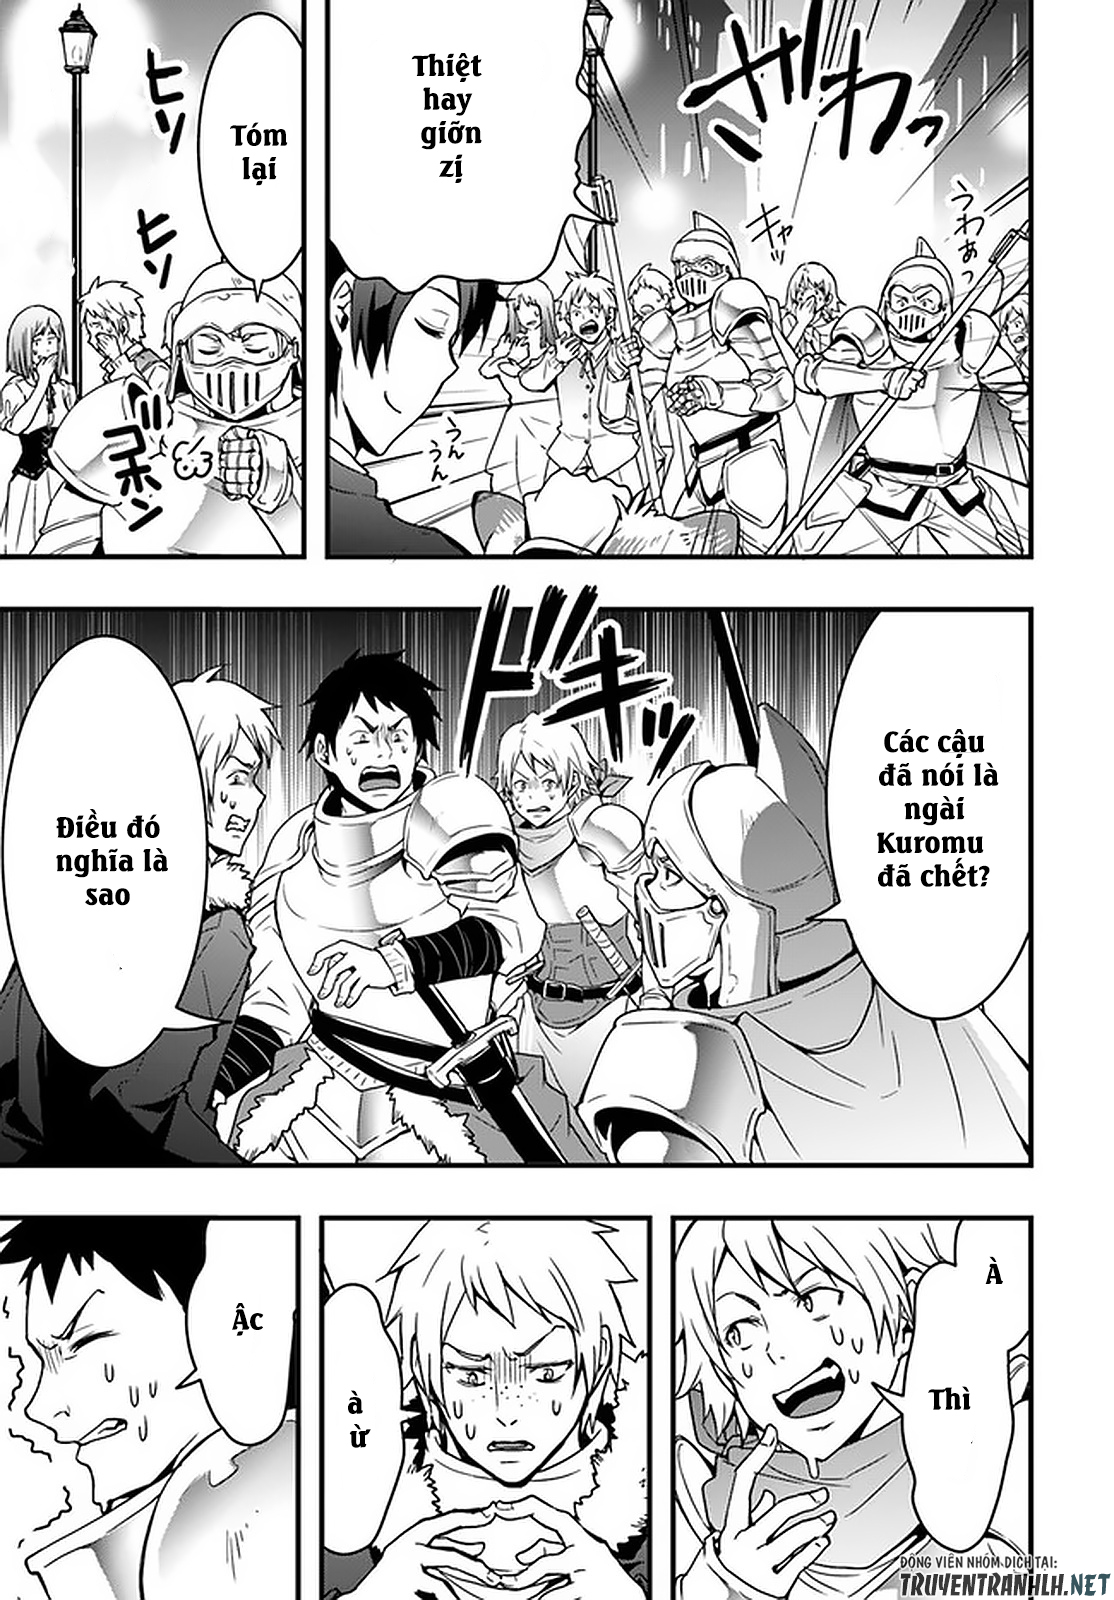 ざわっ
うわぁっ
キャッ
Thiệt
hay
giỡn
zị
うんうん
ヒソ
ヒソ
Tóm
lại
ゴホン
ドキッ
Các cậu
đã nói là
ngài
Kuromu
đã chết?
Điều đó
nghĩa là
sao
À
Thì
à
ừ
Ậc
ĐỘNG VIÊN NHÓM DỊCH TẠI:
TRUYENTRANHLH.NET